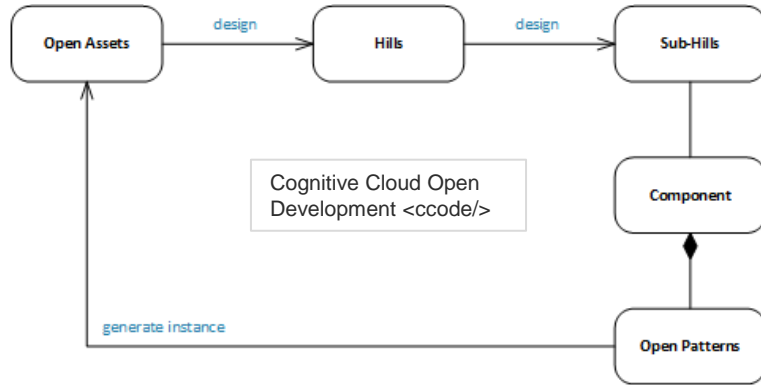 design
design
Open Assets
Hills
Sub-Hills
Cognitive Cloud Open
Development <ccode/>
Component
generate instance
Open Patterns